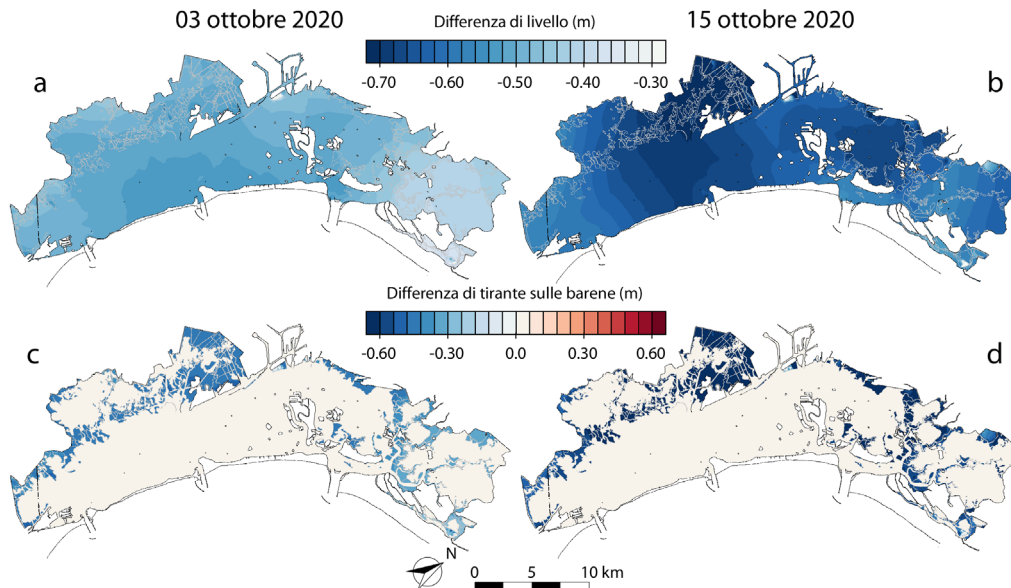 03 ottobre 2020
Differenza di livello (m)
15 ottobre 2020
-0.70 -0.60 -0.50 -0.40 -0.30
a
b
Differenza di tirante sulle barene (m)
-0.60 -0.30 0.0 0.30 0.60
c
d
N
0 5 10 km